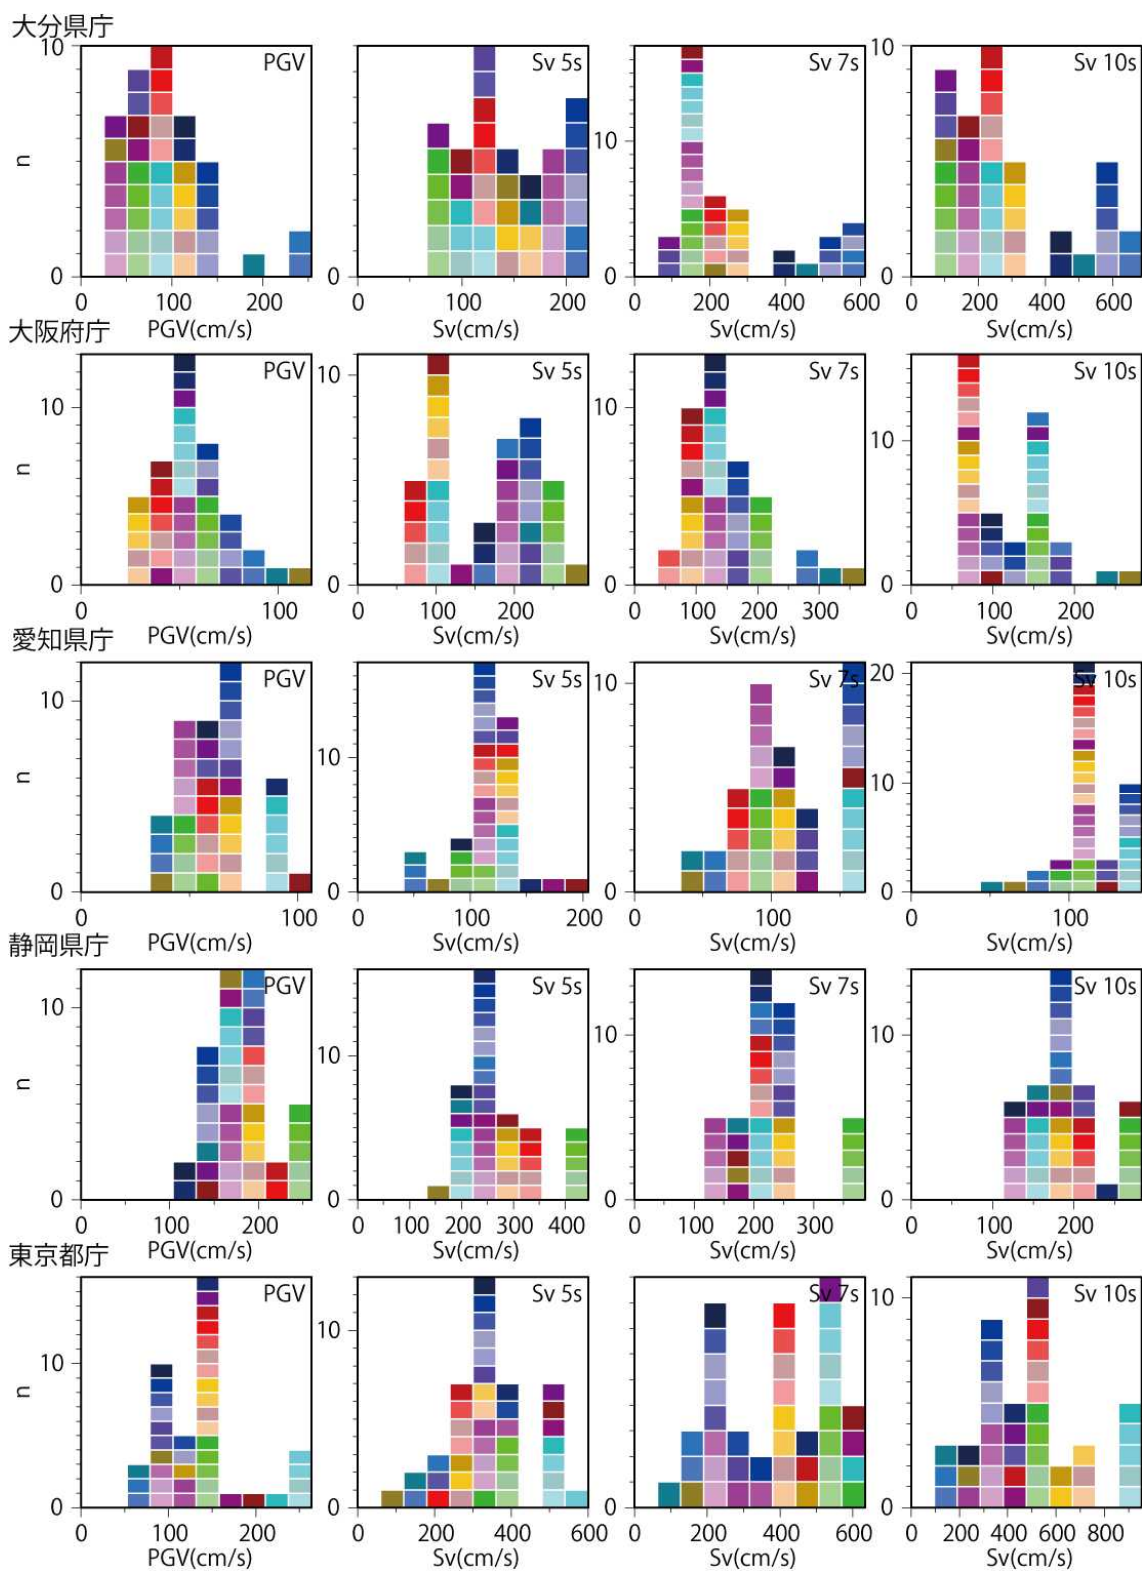 大分県庁
10 PGV Sv 5s Sv 7s 10 Sv 10s
10
n
0 0 0 0
0 100 200 0 100 200 0 200 400 600 0 200 400 600
PGV(cm/s) Sv(cm/s) Sv(cm/s) Sv(cm/s)
大阪府庁
PGV Sv 5s Sv 7s Sv 10s
10 10 10 10
n
0 0 0 0
0 100 0 100 200 0 100 200 300 0 100 200
PGV(cm/s) Sv(cm/s) Sv(cm/s) Sv(cm/s)
愛知県庁
PGV Sv 5s 10 Sv 7s 20 Sv 10s
10 10 10
n
0 0 0 0
0 100 0 100 200 0 100 0 100
PGV(cm/s) Sv(cm/s) Sv(cm/s) Sv(cm/s)
静岡県庁
PGV Sv 5s Sv 7s Sv 10s
10 10 10 10
n
0 0 0 0
0 100 200 0 100 200 300 400 0 100 200 300 0 100 200
PGV(cm/s) Sv(cm/s) Sv(cm/s) Sv(cm/s)
東京都庁
PGV Sv 5s Sv 7s 10 Sv 10s
10 10
n
0 0 0 0
0 100 200 0 200 400 600 0 200 400 600 0 200 400 600 800
PGV(cm/s) Sv(cm/s) Sv(cm/s) Sv(cm/s)